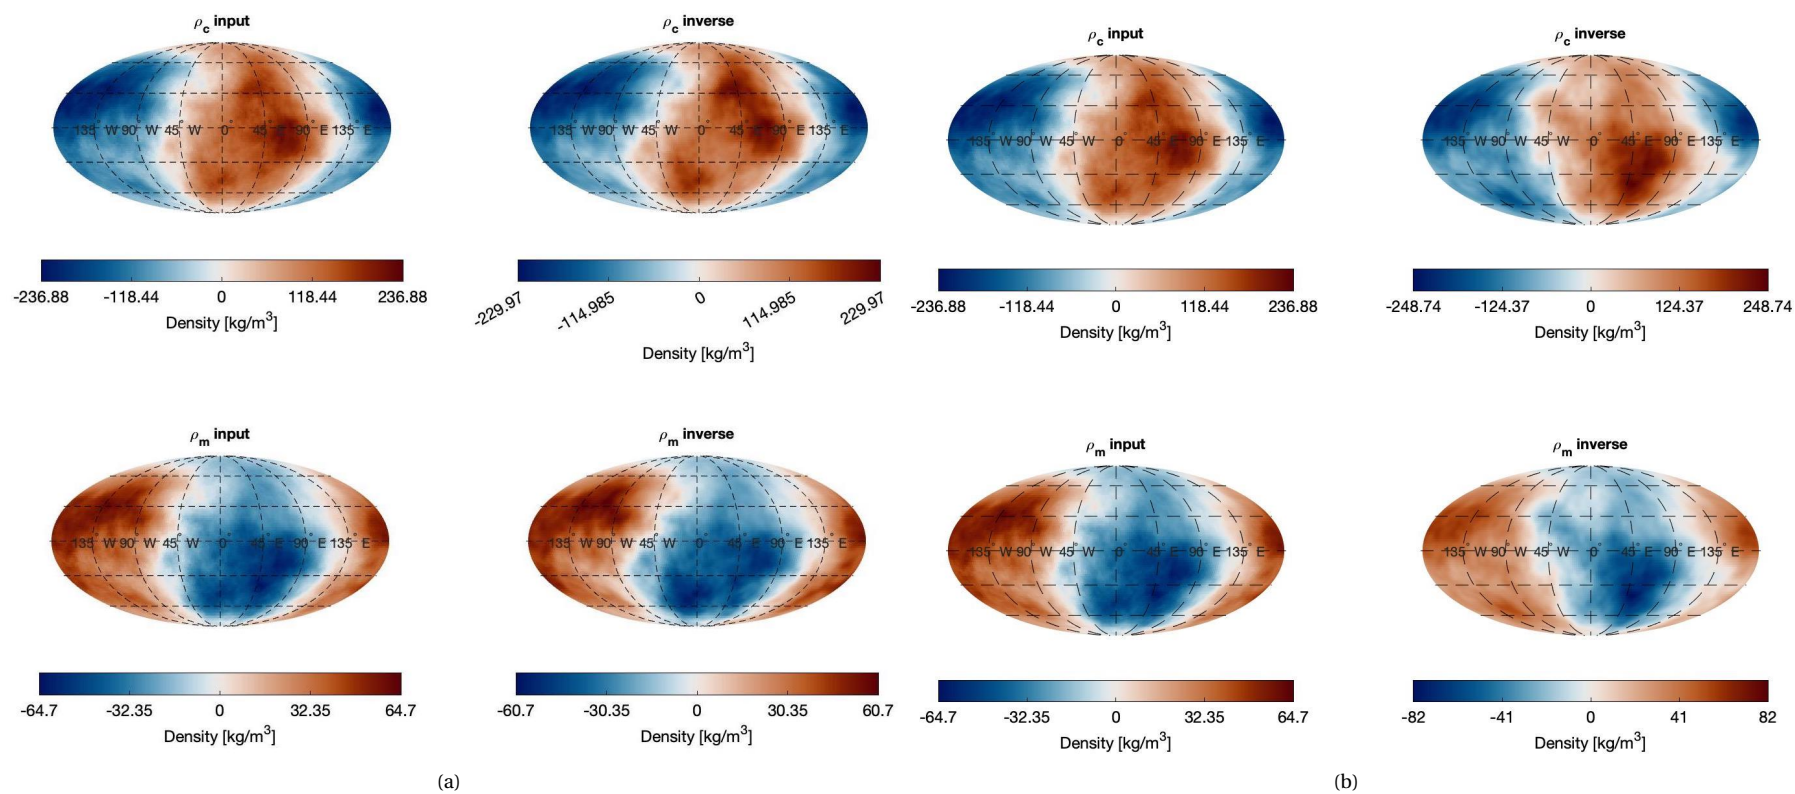 ρc input
135° W 90° W 45° W 0° 45° E 90° E 135° E
-236.88 -118.44 0 118.44 236.88
Density [kg/m3]
ρc inverse
135° W 90° W 45° W 0° 45° E 90° E 135° E
-229.97 -114.985 0 114.985 229.97
Density [kg/m3]
ρm input
135° W 90° W 45° W 0° 45° E 90° E 135° E
-64.7 -32.35 0 32.35 64.7
Density [kg/m3]
ρm inverse
135° W 90° W 45° W 0° 45° E 90° E 135° E
-60.7 -30.35 0 30.35 60.7
Density [kg/m3]
(a)
ρc input
135° W 90° W 45° W 0° 45° E 90° E 135° E
-236.88 -118.44 0 118.44 236.88
Density [kg/m3]
ρc inverse
135° W 90° W 45° W 0° 45° E 90° E 135° E
-248.74 -124.37 0 124.37 248.74
Density [kg/m3]
ρm input
135° W 90° W 45° W 0° 45° E 90° E 135° E
-64.7 -32.35 0 32.35 64.7
Density [kg/m3]
ρm inverse
135° W 90° W 45° W 0° 45° E 90° E 135° E
-82 -41 0 41 82
Density [kg/m3]
(b)